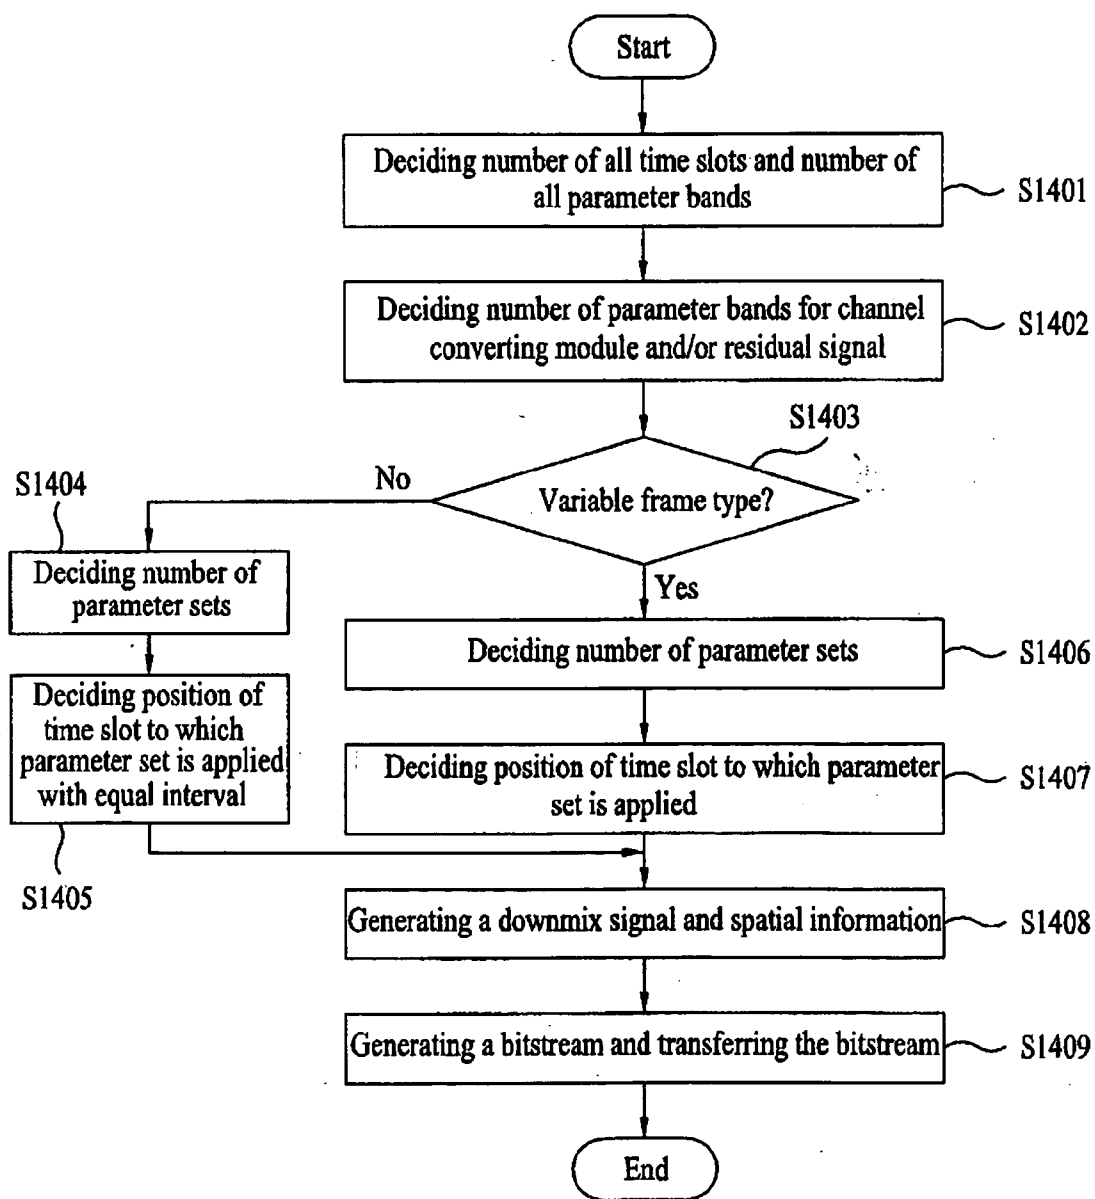 Start
Deciding number of all time slots and number of
all parameter bands
S1401
Deciding number of parameter bands for channel
converting module and/or residual signal
S1402
S1403
Variable frame type?
No
Yes
S1404
Deciding number of
parameter sets
Deciding position of
time slot to which
parameter set is applied
with equal interval
S1405
Deciding number of parameter sets
S1406
Deciding position of time slot to which parameter
set is applied
S1407
Generating a downmix signal and spatial information
S1408
Generating a bitstream and transferring the bitstream
S1409
End